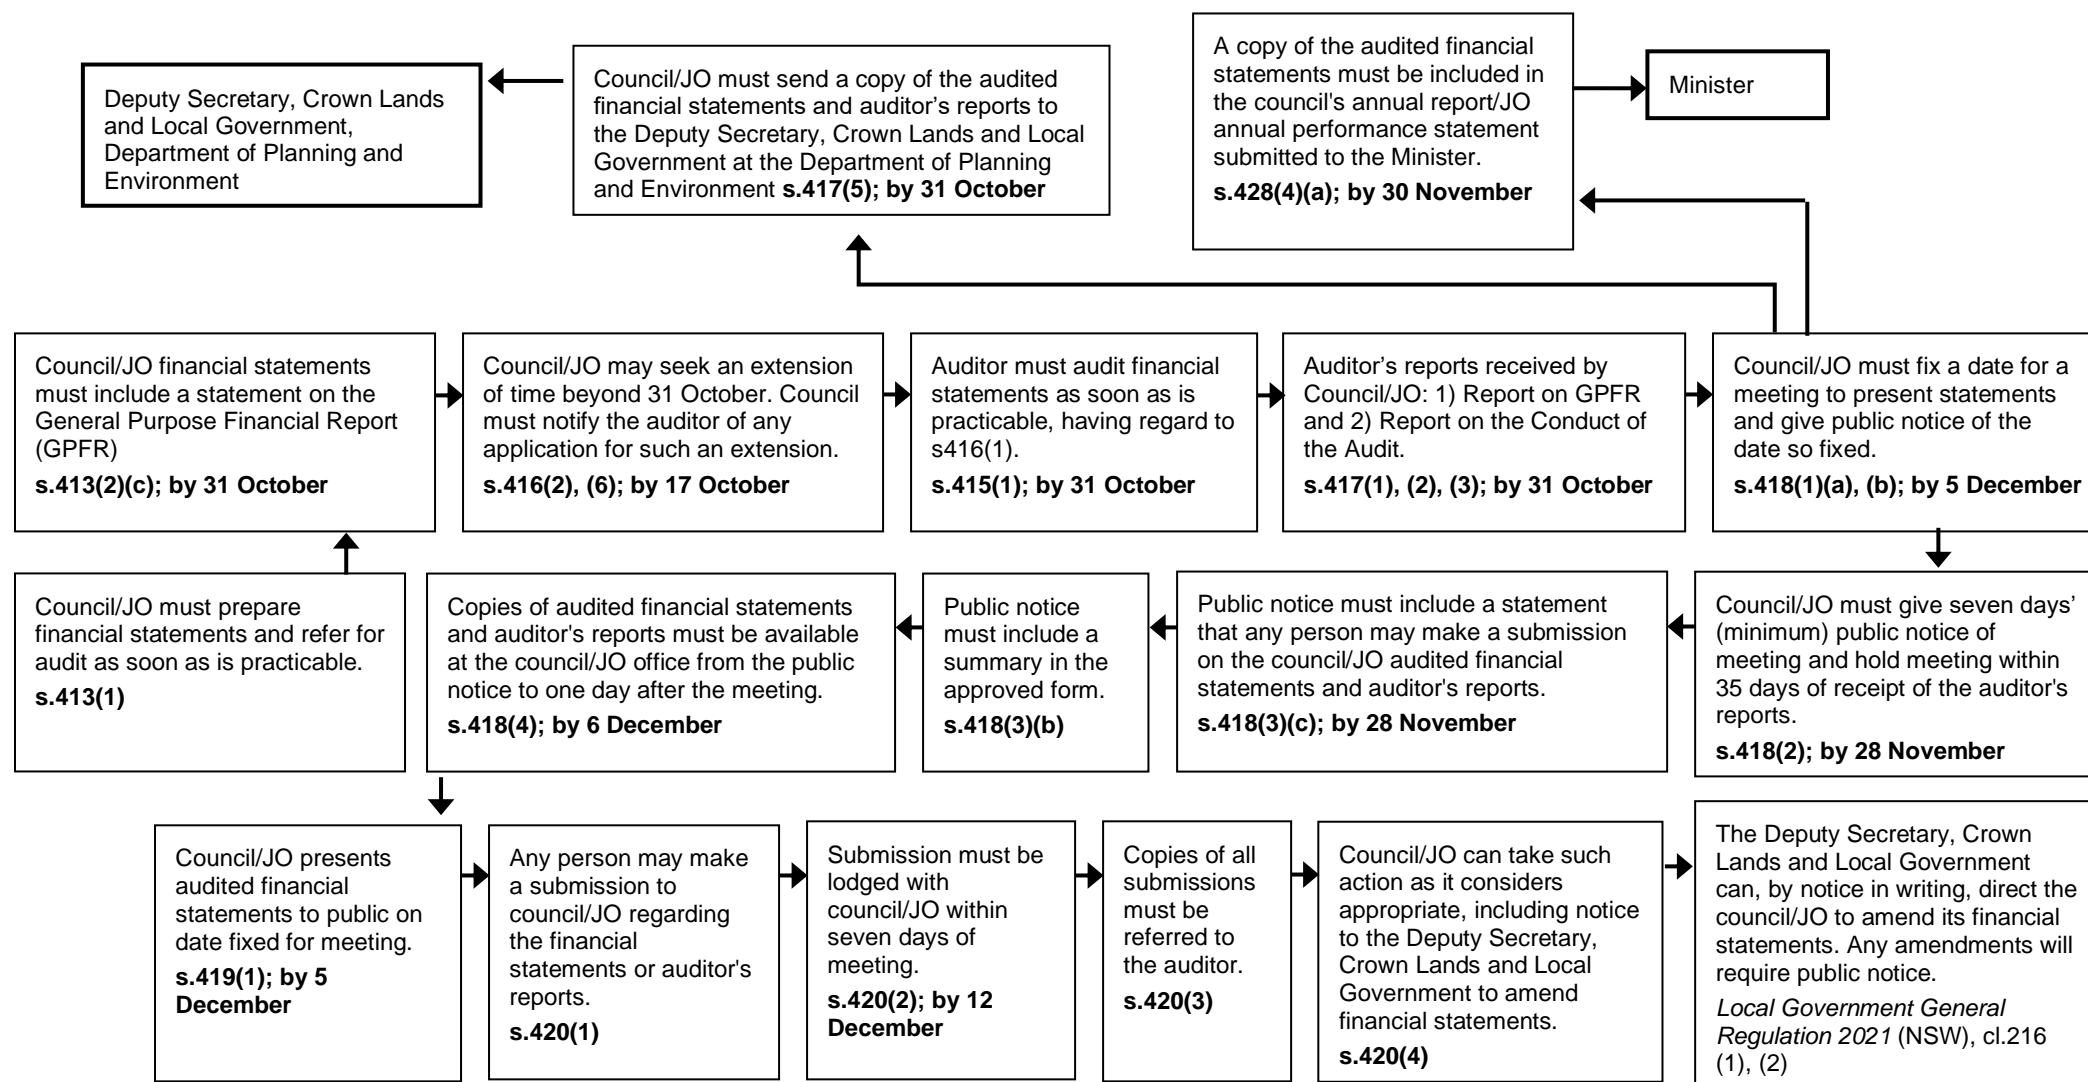 Deputy Secretary, Crown Lands
and Local Government,
Department of Planning and
Environment
Council/JO must send a copy of the audited
financial statements and auditor's reports to
the Deputy Secretary, Crown Lands and Local
Government at the Department of Planning
and Environment s.417(5); by 31 October
A copy of the audited financial
statements must be included in
the council's annual report/JO
annual performance statement
submitted to the Minister.
s.428(4)(a); by 30 November
Minister
Council/JO financial statements
must include a statement on the
General Purpose Financial Report
(GPFR)
s.413(2)(c); by 31 October
Council/JO may seek an extension
of time beyond 31 October. Council
must notify the auditor of any
application for such an extension.
s.416(2), (6); by 17 October
Auditor must audit financial
statements as soon as is
practicable, having regard to
s416(1).
s.415(1); by 31 October
Auditor's reports received by
Council/JO: 1) Report on GPFR
and 2) Report on the Conduct of
the Audit.
s.417(1), (2), (3); by 31 October
Council/JO must fix a date for a
meeting to present statements
and give public notice of the
date so fixed.
s.418(1)(a), (b); by 5 December
Council/JO must prepare
financial statements and refer for
audit as soon as is practicable.
s.413(1)
Copies of audited financial statements
and auditor's reports must be available
at the council/JO office from the public
notice to one day after the meeting.
s.418(4); by 6 December
Public notice
must include a
summary in the
approved form.
s.418(3)(b)
Public notice must include a statement
that any person may make a submission
on the council/JO audited financial
statements and auditor's reports.
s.418(3)(c); by 28 November
Council/JO must give seven days'
(minimum) public notice of
meeting and hold meeting within
35 days of receipt of the auditor's
reports.
s.418(2); by 28 November
Council/JO presents
audited financial
statements to public on
date fixed for meeting.
s.419(1); by 5
December
Any person may make
a submission to
council/JO regarding
the financial
statements or auditor's
reports.
s.420(1)
Submission must be
lodged with
council/JO within
seven days of
meeting.
s.420(2); by 12
December
Copies of all
submissions
must be
referred to
the auditor.
s.420(3)
Council/JO can take such
action as it considers
appropriate, including notice
to the Deputy Secretary,
Crown Lands and Local
Government to amend
financial statements.
s.420(4)
The Deputy Secretary, Crown
Lands and Local Government
can, by notice in writing, direct the
council/JO to amend its financial
statements. Any amendments will
require public notice.
Local Government General
Regulation 2021 (NSW), cl.216
(1), (2)